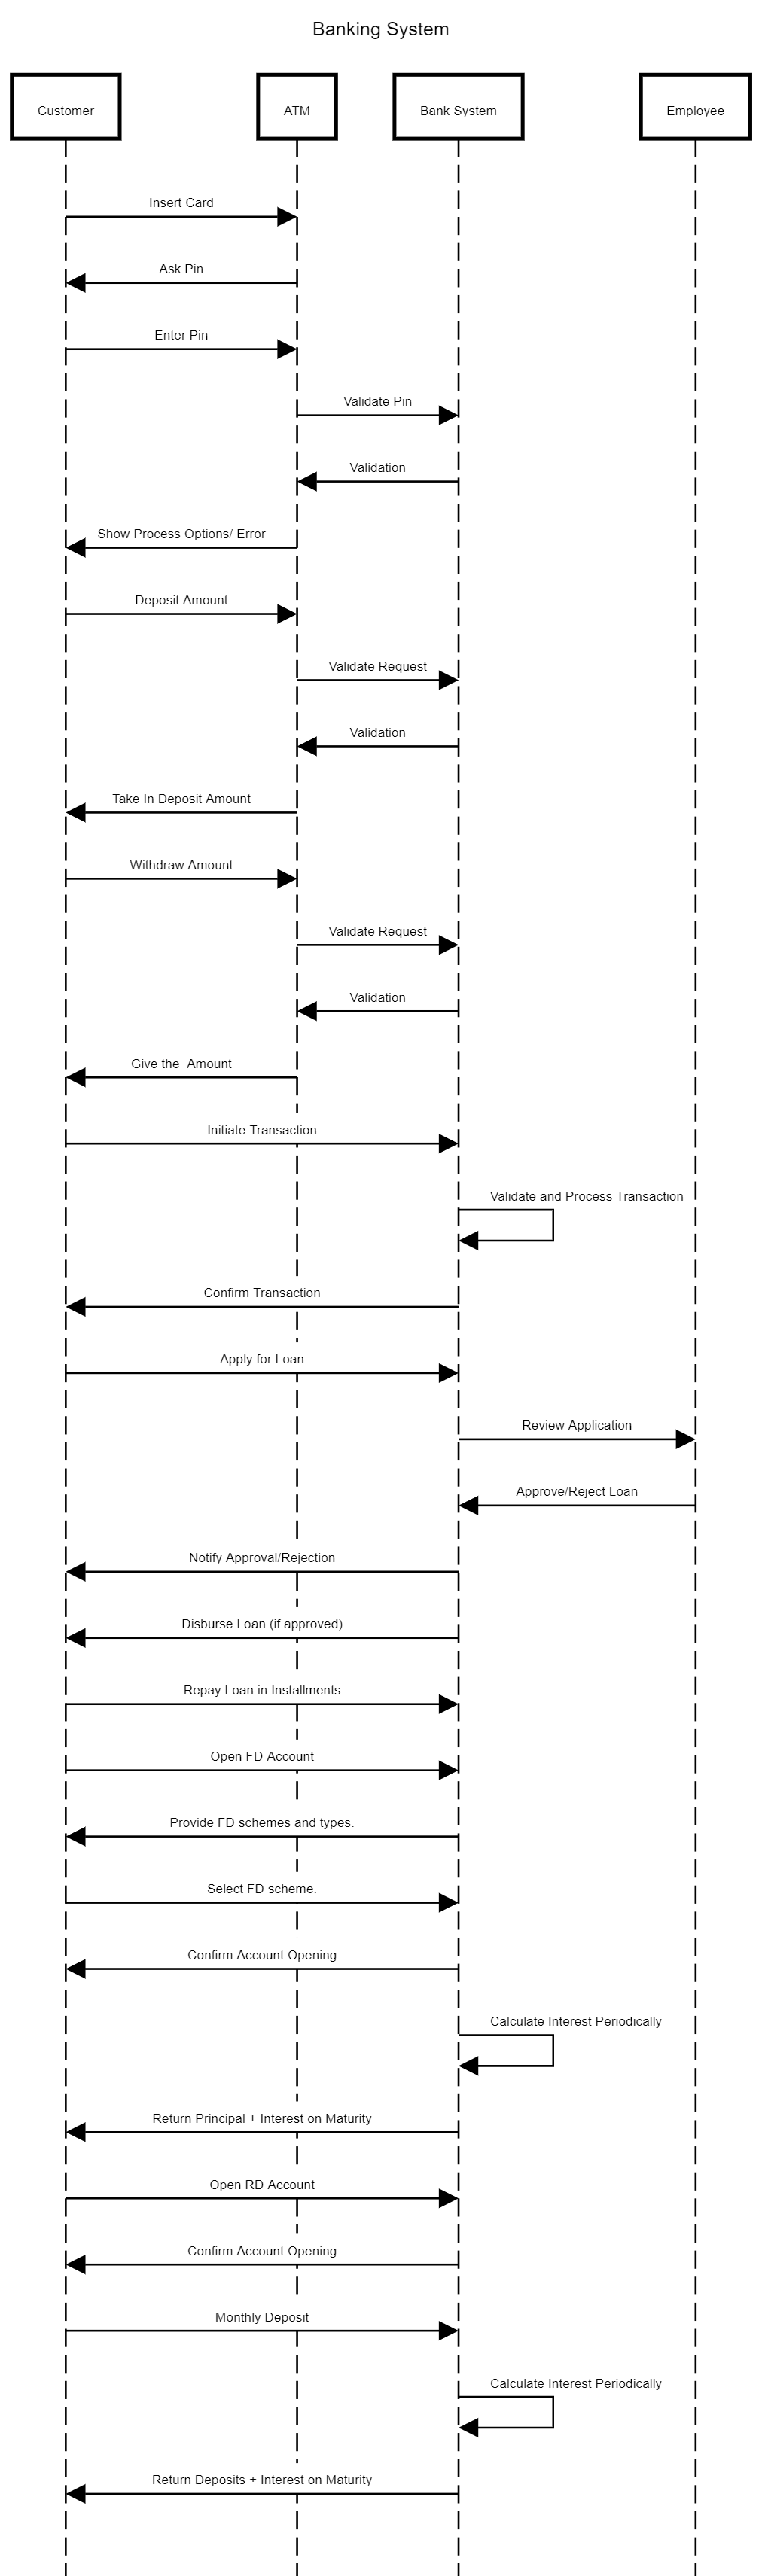 Banking System
Customer
ATM
Bank System
Employee
Insert Card
Ask Pin
Enter Pin
Validate Pin
Validation
Show Process Options/ Error
Deposit Amount
Validate Request
Validation
Take In Deposit Amount
Withdraw Amount
Validate Request
Validation
Give the  Amount
Initiate Transaction
Validate and Process Transaction
Confirm Transaction
Apply for Loan
Review Application
Approve/Reject Loan
Notify Approval/Rejection
Disburse Loan (if approved)
Repay Loan in Installments
Open FD Account
Provide FD schemes and types.
Select FD scheme.
Confirm Account Opening
Calculate Interest Periodically
Return Principal + Interest on Maturity
Open RD Account
Confirm Account Opening
Monthly Deposit
Calculate Interest Periodically
Return Deposits + Interest on Maturity